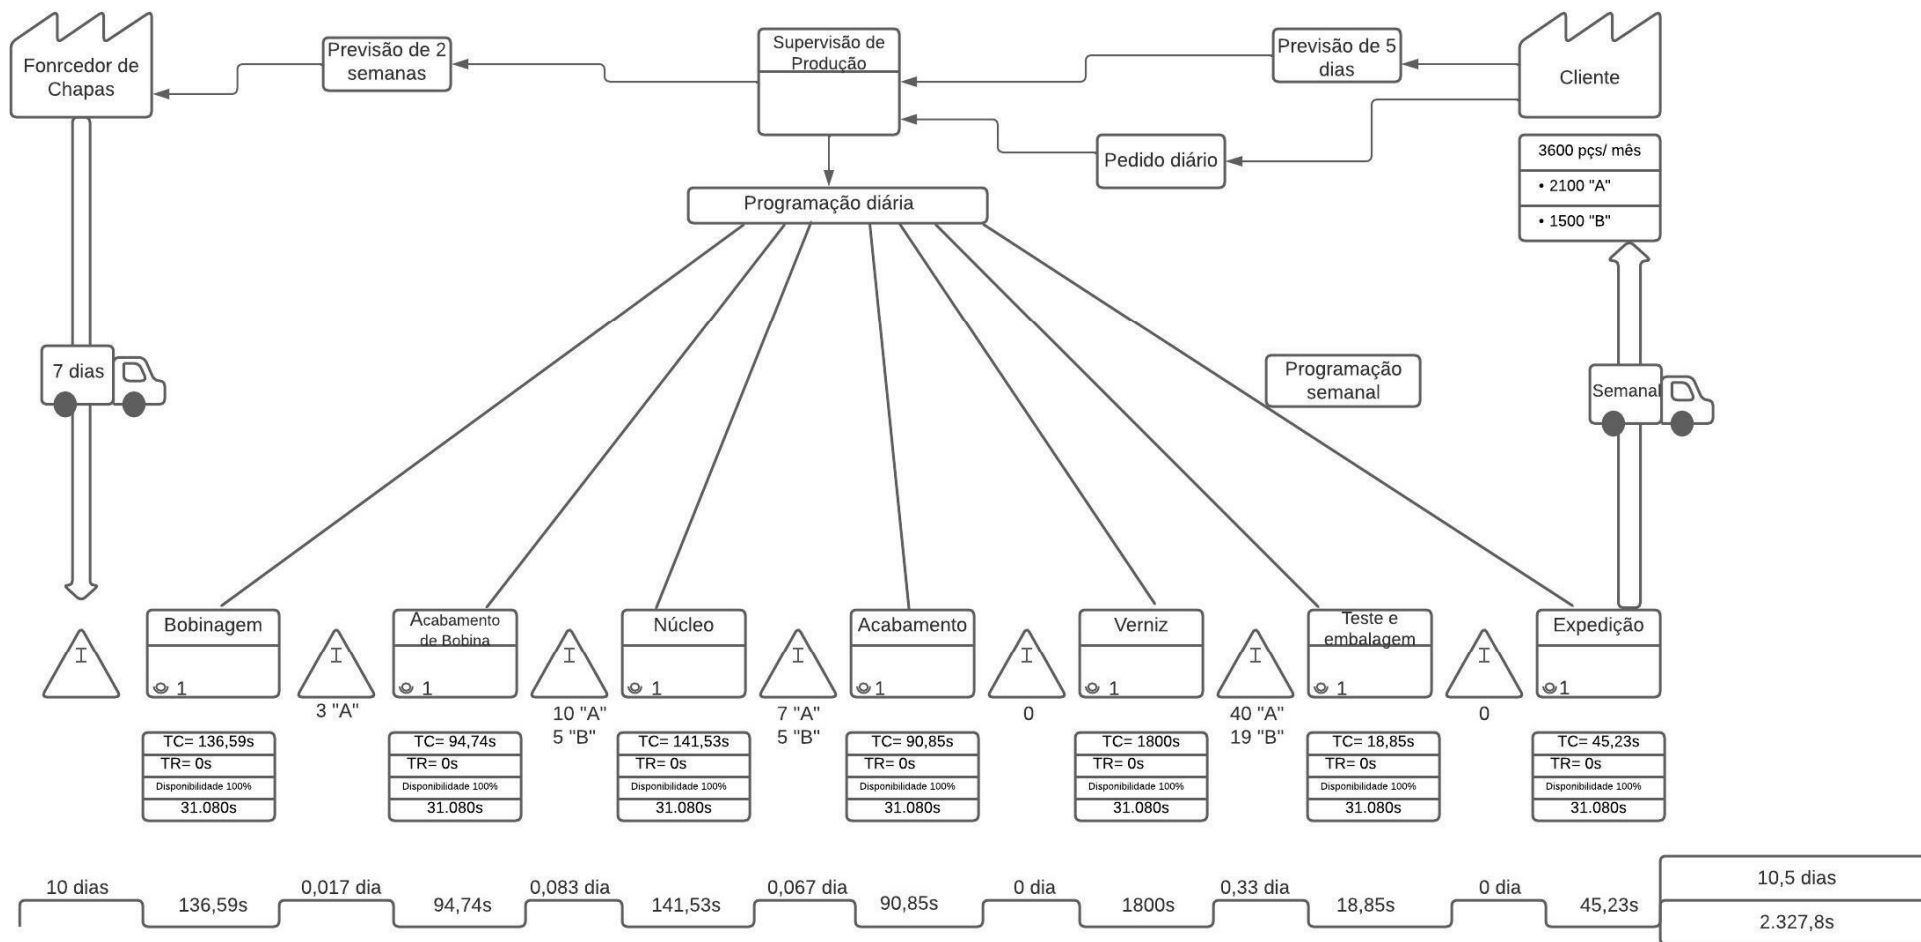 Fonrcedor de
Chapas
Previsão de 2
semanas
Supervisão de
Produção
Previsão de 5
dias
Cliente
Pedido diário
3600 pçs/ mês
• 2100 "A"
• 1500 "B"
Programação diária
7 dias
Programação
semanal
Semanal
I
Bobinagem
1
I
3 "A"
Acabamento
de Bobina
1
I
10 "A"
5 "B"
Núcleo
1
I
7 "A"
5 "B"
Acabamento
1
I
0
Verniz
1
I
40 "A"
19 "B"
Teste e
embalagem
1
I
0
Expedição
1
TC= 136,59s
TR= 0s
Disponibilidade 100%
31.080s
TC= 94,74s
TR= 0s
Disponibilidade 100%
31.080s
TC= 141,53s
TR= 0s
Disponibilidade 100%
31.080s
TC= 90,85s
TR= 0s
Disponibilidade 100%
31.080s
TC= 1800s
TR= 0s
Disponibilidade 100%
31.080s
TC= 18,85s
TR= 0s
Disponibilidade 100%
31.080s
TC= 45,23s
TR= 0s
Disponibilidade 100%
31.080s
10 dias
136,59s
0,017 dia
94,74s
0,083 dia
141,53s
0,067 dia
90,85s
0 dia
1800s
0,33 dia
18,85s
0 dia
45,23s
10,5 dias
2.327,8s